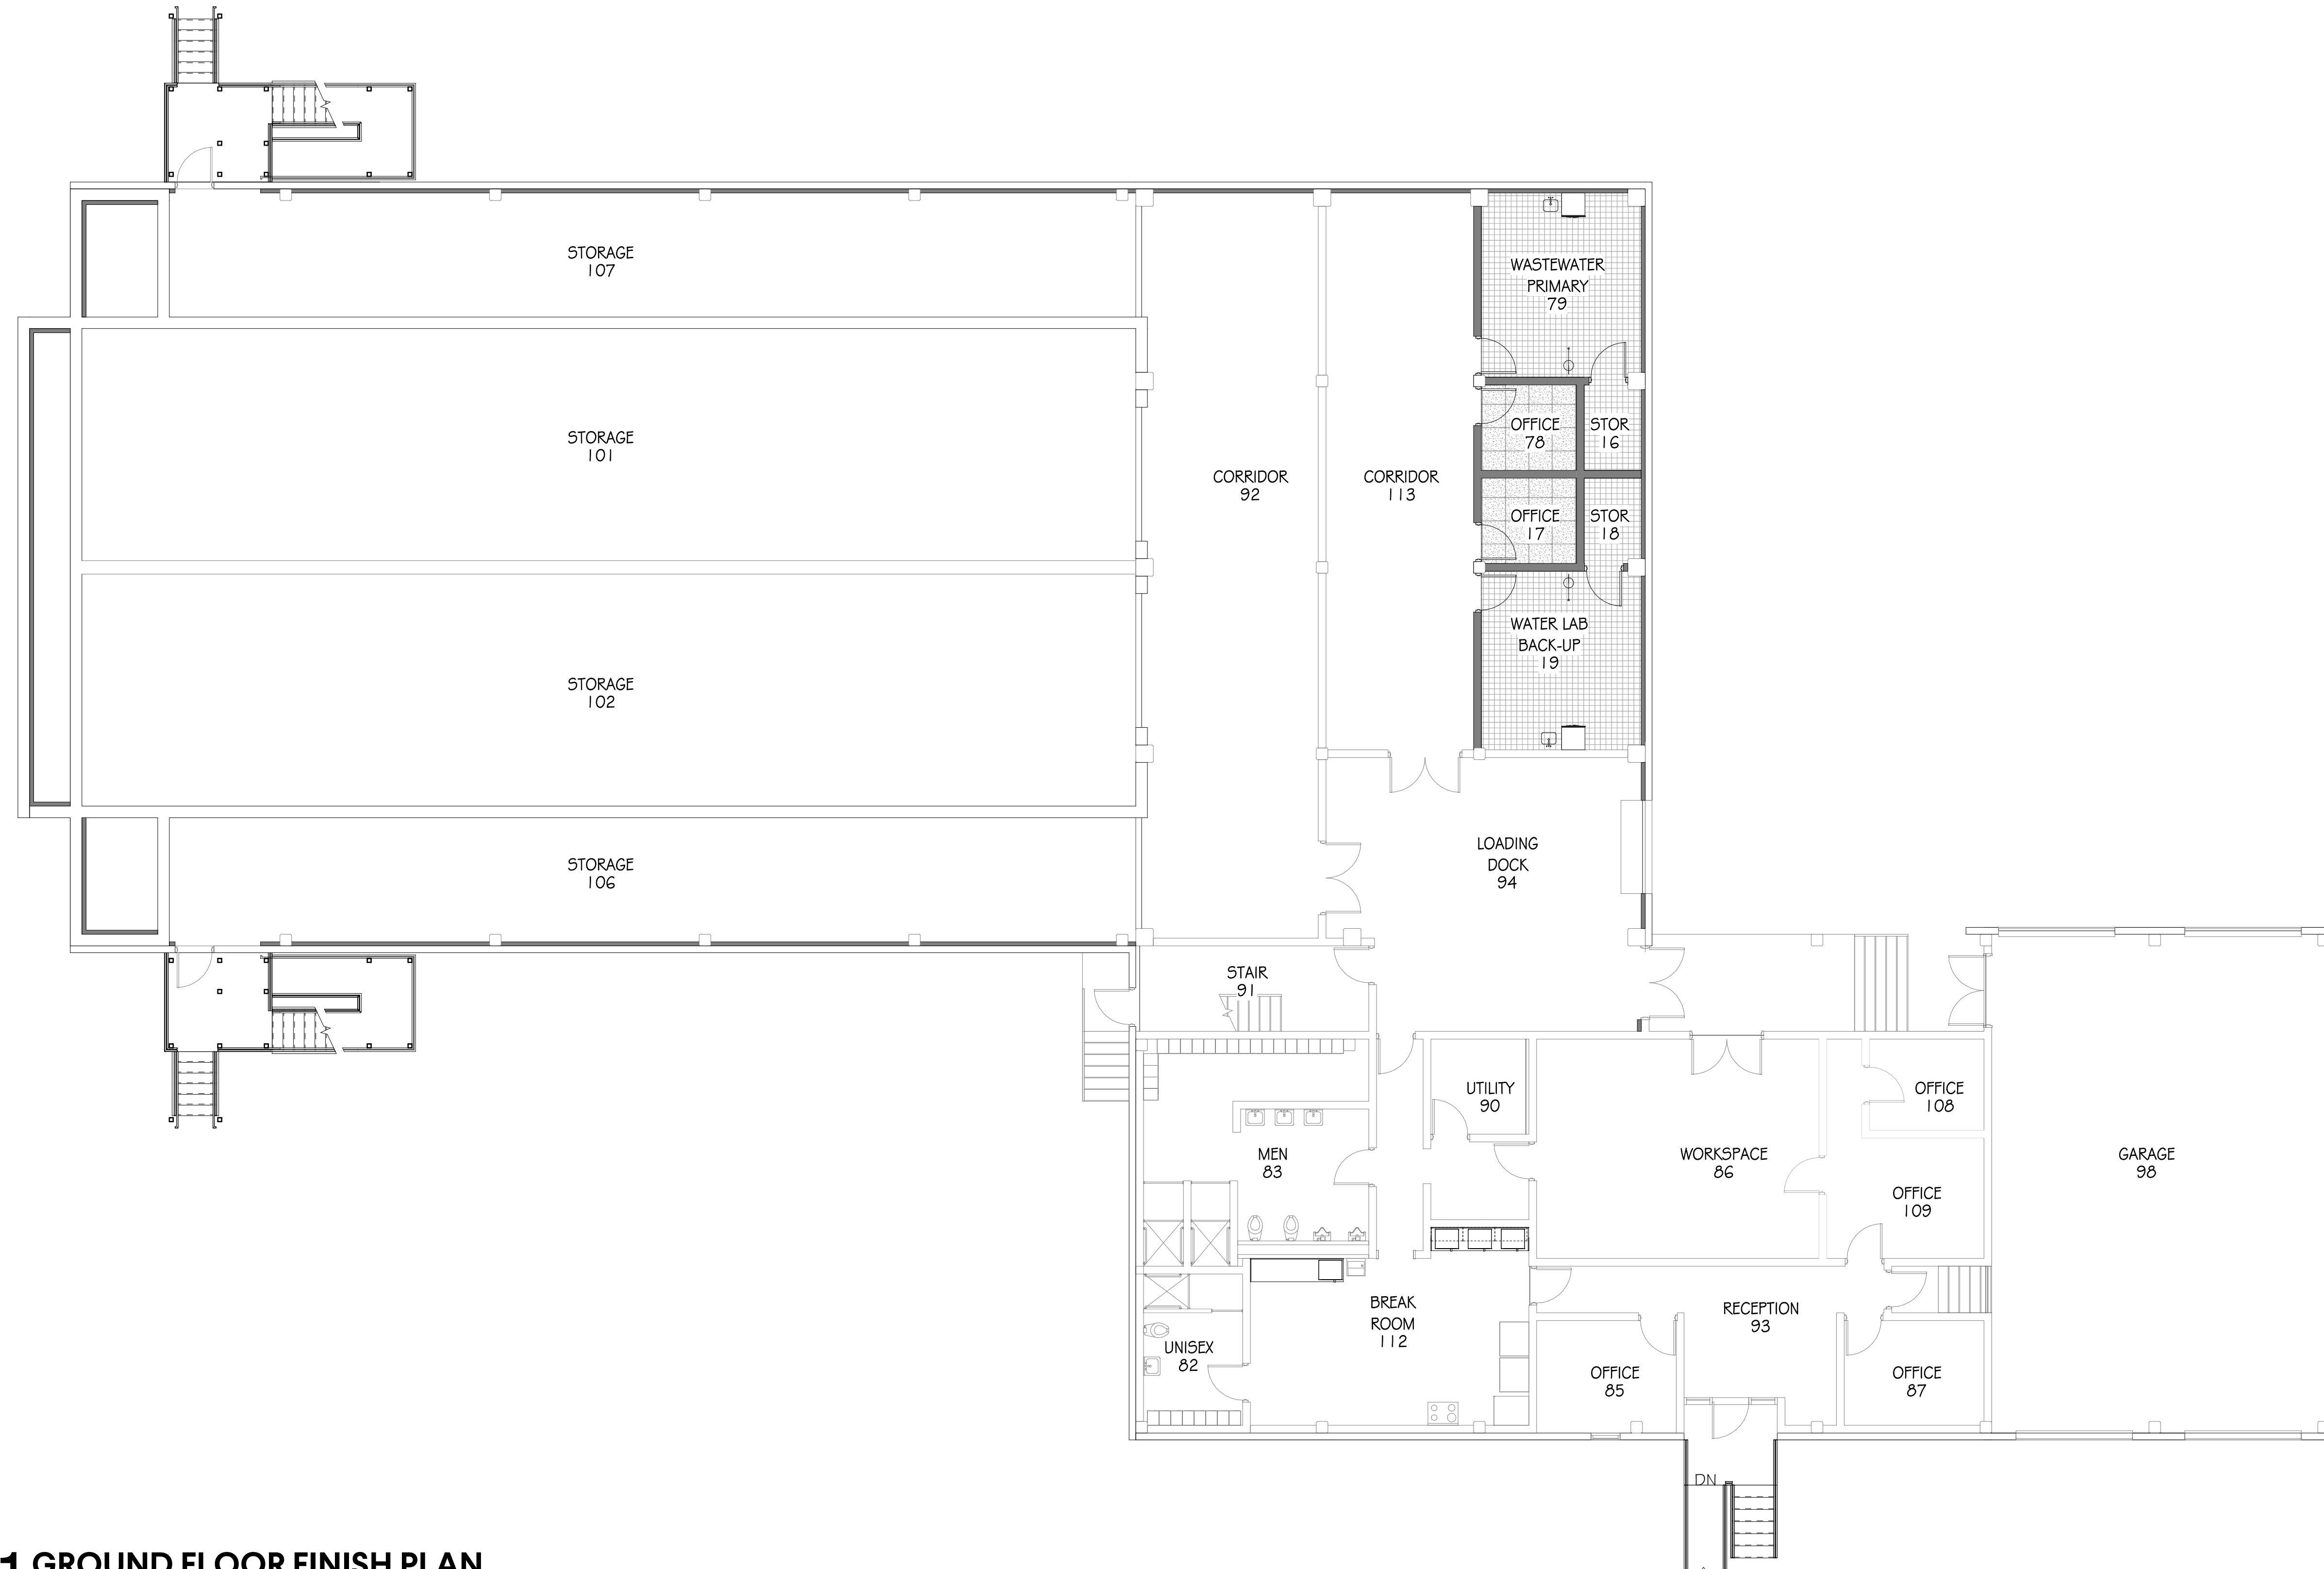 STORAGE
107
WASTEWATER
PRIMARY
79
STORAGE
101
OFFICE
78
STOR
16
CORRIDOR
92
CORRIDOR
113
OFFICE
17
STOR
18
WATER LAB
BACK-UP
19
STORAGE
102
LOADING
DOCK
94
STORAGE
106
STAIR
91
UTILITY
90
OFFICE
108
MEN
83
WORKSPACE
86
GARAGE
98
OFFICE
109
BREAK
ROOM
112
RECEPTION
93
UNISEX
82
OFFICE
85
OFFICE
87
DN
1 GROUND FLOOR FINISH PLAN